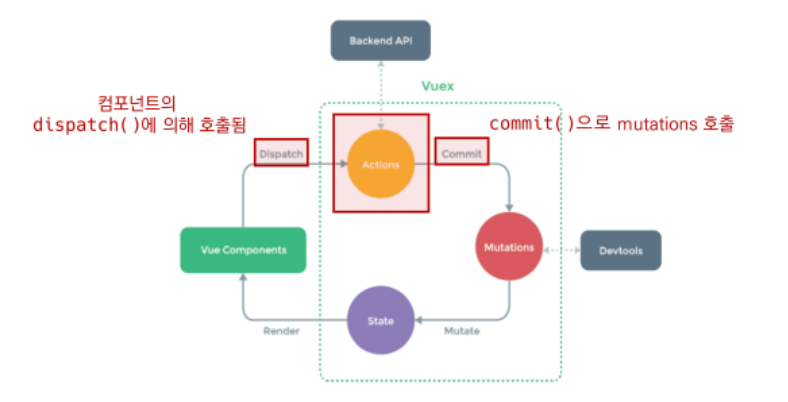 Backend API
Vuex
컴포넌트의
dispatch()에 의해 호출됨
commit()으로 mutations 호출
Dispatch
Actions
Commit
Vue Components
Mutations
Devtools
State
Render
Mutate